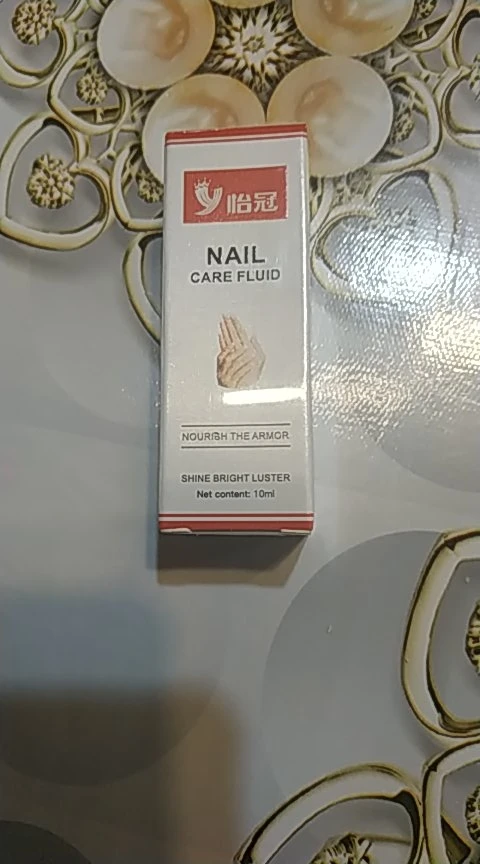 怡冠
NAIL
CARE FLUID
NOURISH THE ARMOR
SHINE BRIGHT LUSTER
Net content: 10ml